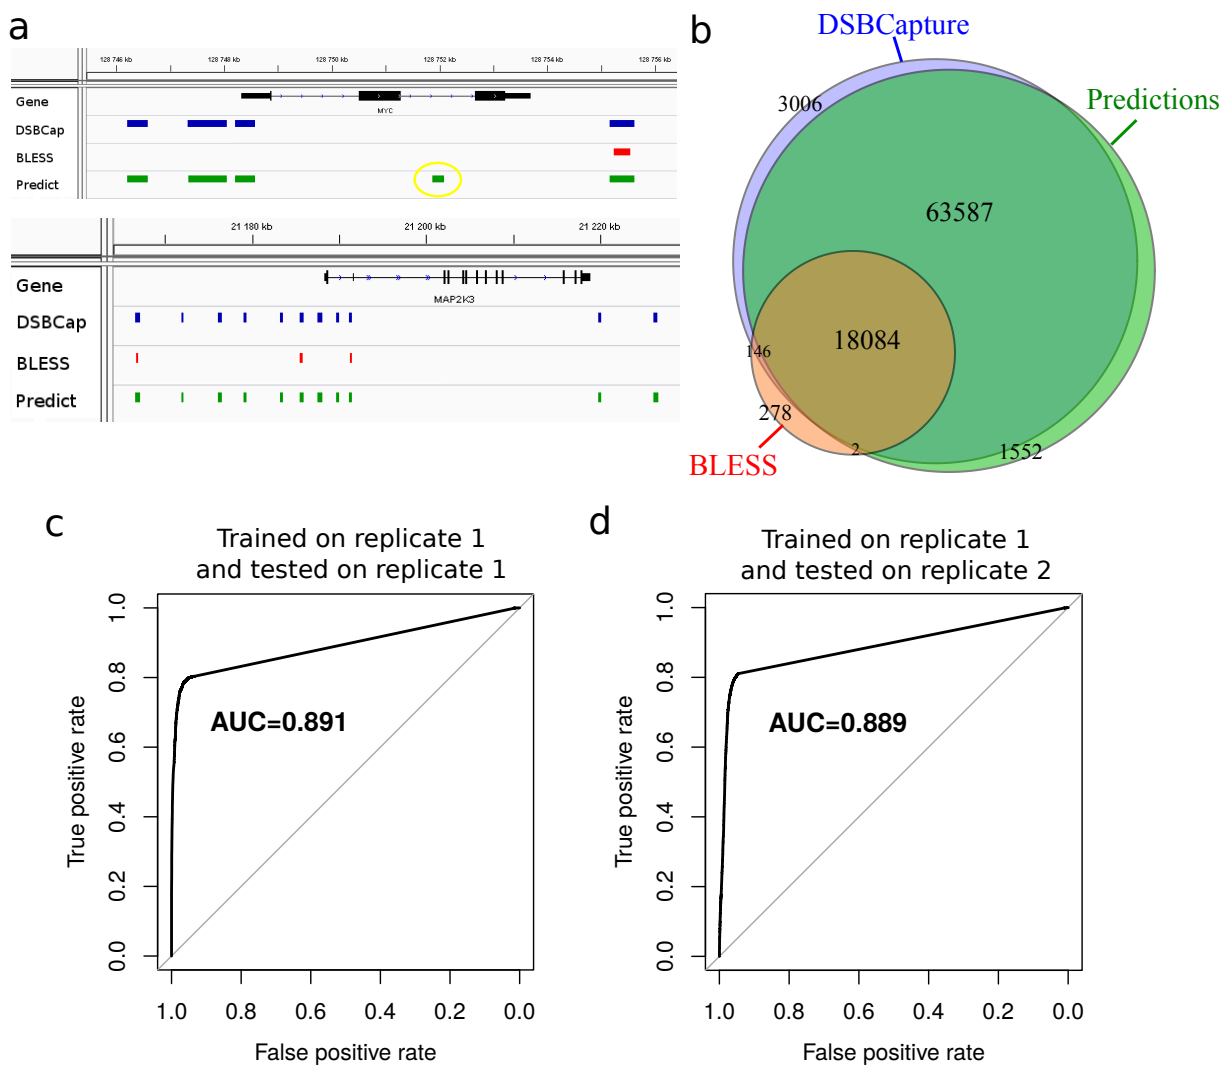 a
128 746 kb
128 748 kb
128 750 kb
128 752 kb
128 754 kb
128 756 kb
Gene
MYC
DSBCap
BLESS
Predict
21 180 kb
21 200 kb
21 220 kb
Gene
MAP2K3
DSBCap
BLESS
Predict
b
DSBCapture
Predictions
3006
63587
18084
146
278
2
1552
BLESS
c
Trained on replicate 1
and tested on replicate 1
True positive rate
0.0
0.2
0.4
0.6
0.8
1.0
AUC=0.891
1.0
0.8
0.6
0.4
0.2
0.0
False positive rate
d
Trained on replicate 1
and tested on replicate 2
True positive rate
0.0
0.2
0.4
0.6
0.8
1.0
AUC=0.889
1.0
0.8
0.6
0.4
0.2
0.0
False positive rate